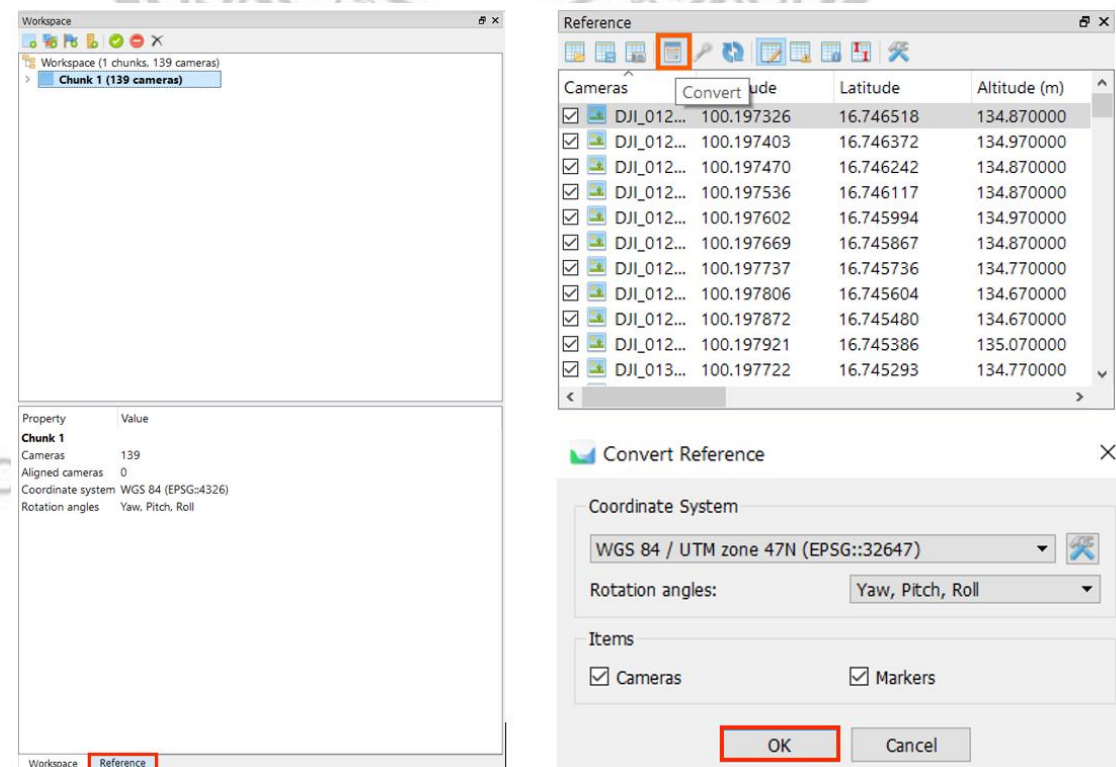 Workspace
Workspace (1 chunks, 139 cameras)
Chunk 1 (139 cameras)
Property Value
Chunk 1
Cameras 139
Aligned cameras 0
Coordinate system WGS 84 (EPSG::4326)
Rotation angles Yaw, Pitch, Roll
Workspace Reference
Reference
Cameras Convert ude Latitude Altitude (m)
DJI_012... 100.197326 16.746518 134.870000
DJI_012... 100.197403 16.746372 134.970000
DJI_012... 100.197470 16.746242 134.870000
DJI_012... 100.197536 16.746117 134.870000
DJI_012... 100.197602 16.745994 134.970000
DJI_012... 100.197669 16.745867 134.870000
DJI_012... 100.197737 16.745736 134.770000
DJI_012... 100.197806 16.745604 134.670000
DJI_012... 100.197872 16.745480 134.670000
DJI_012... 100.197921 16.745386 135.070000
DJI_013... 100.197722 16.745293 134.770000
Convert Reference
Coordinate System
WGS 84 / UTM zone 47N (EPSG::32647)
Rotation angles: Yaw, Pitch, Roll
Items
Cameras Markers
OK Cancel